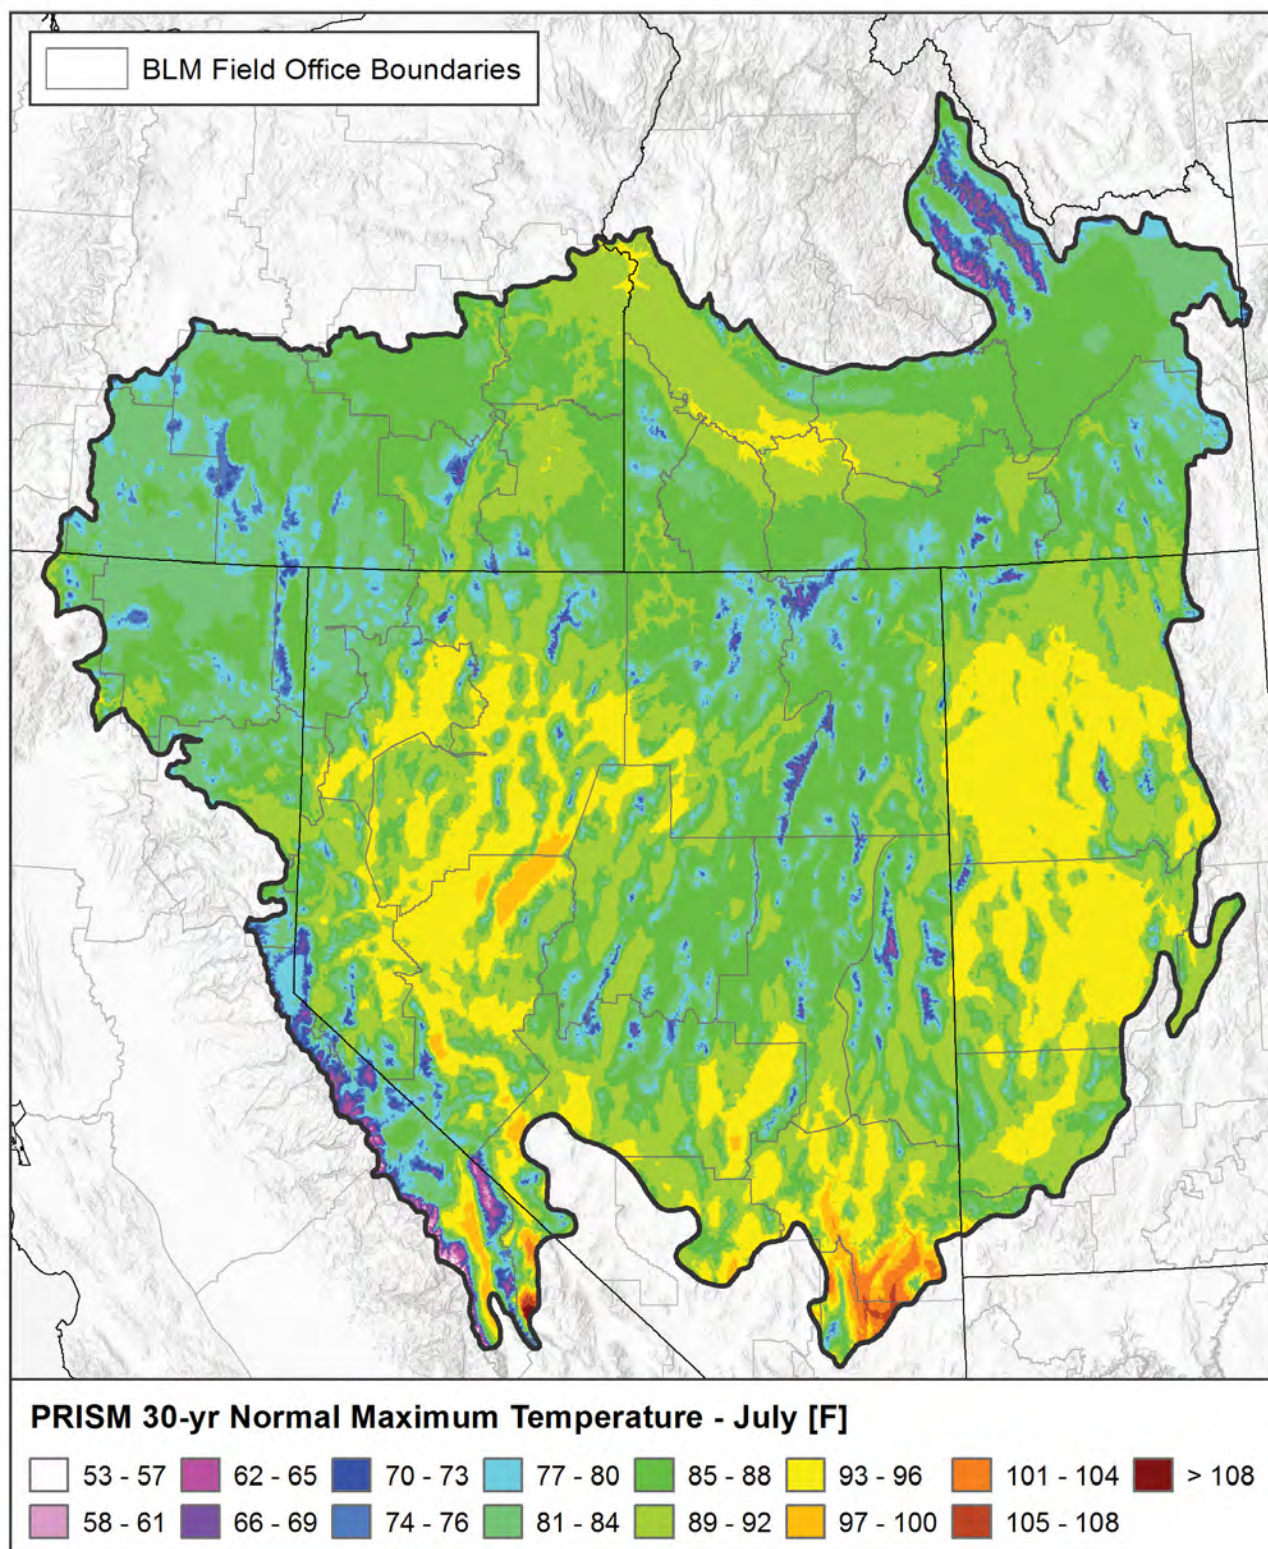 BLM Field Office Boundaries
PRISM 30-yr Normal Maximum Temperature - July [F]
53 - 57 62 - 65 70 - 73 77 - 80 85 - 88 93 - 96 101 - 104 > 108
58 - 61 66 - 69 74 - 76 81 - 84 89 - 92 97 - 100 105 - 108